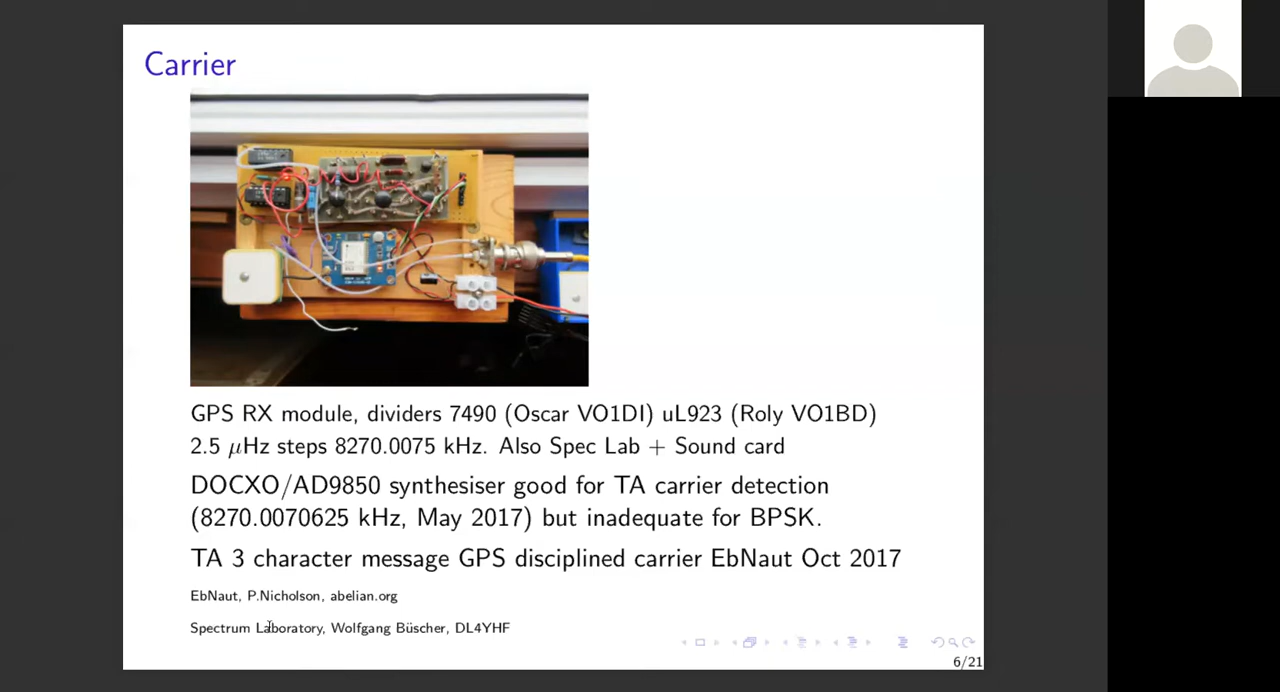 Carrier
GPS RX module, dividers 7490 (Oscar VO1DI) uL923 (Roly VO1BD)
2.5 μHz steps 8270.0075 kHz. Also Spec Lab + Sound card
DOCXO/AD9850 synthesiser good for TA carrier detection
(8270.0070625 kHz, May 2017) but inadequate for BPSK.
TA 3 character message GPS disciplined carrier EbNaut Oct 2017
EbNaut, P.Nicholson, abelian.org
Spectrum Laboratory, Wolfgang Büscher, DL4YHF
6/21